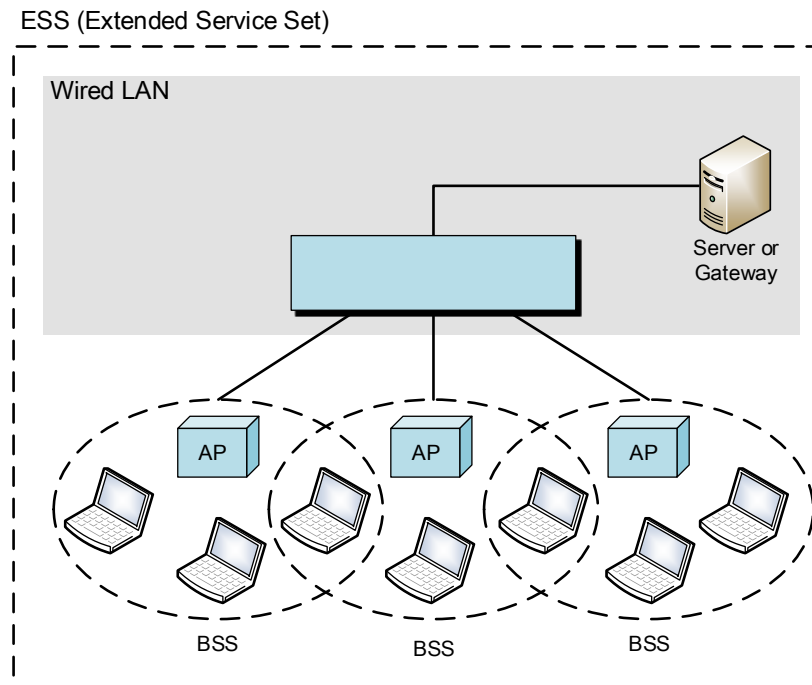 ESS (Extended Service Set)
Wired LAN
Server or
Gateway
AP
AP
AP
BSS
BSS
BSS